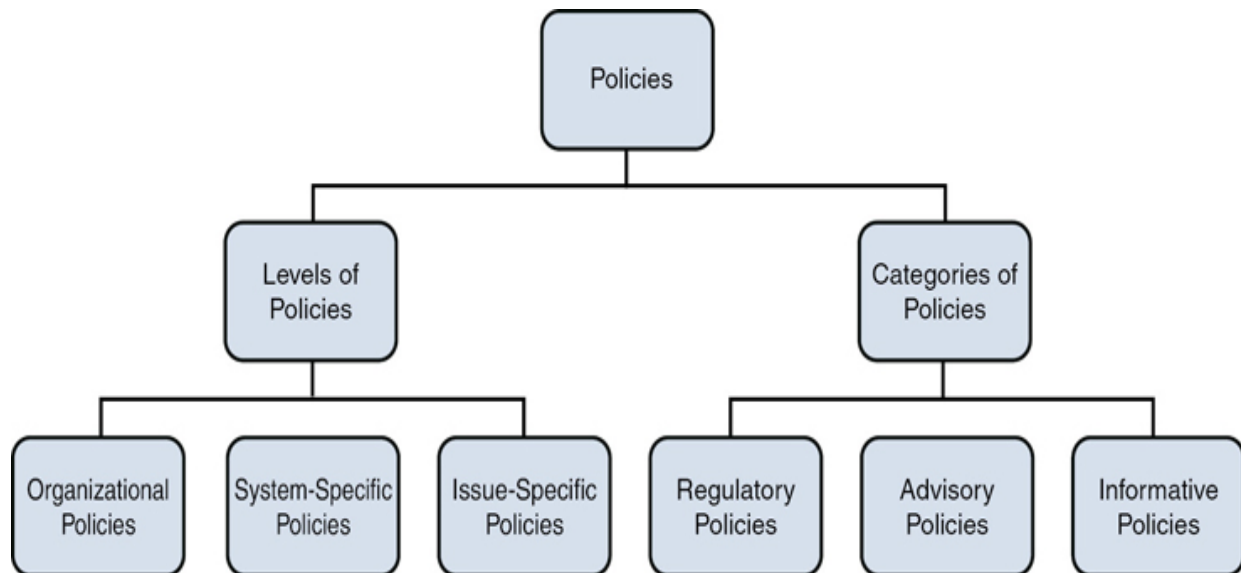 Policies
Levels of
Policies
Categories of
Policies
Organizational
Policies
System-Specific
Policies
Issue-Specific
Policies
Regulatory
Policies
Advisory
Policies
Informative
Policies